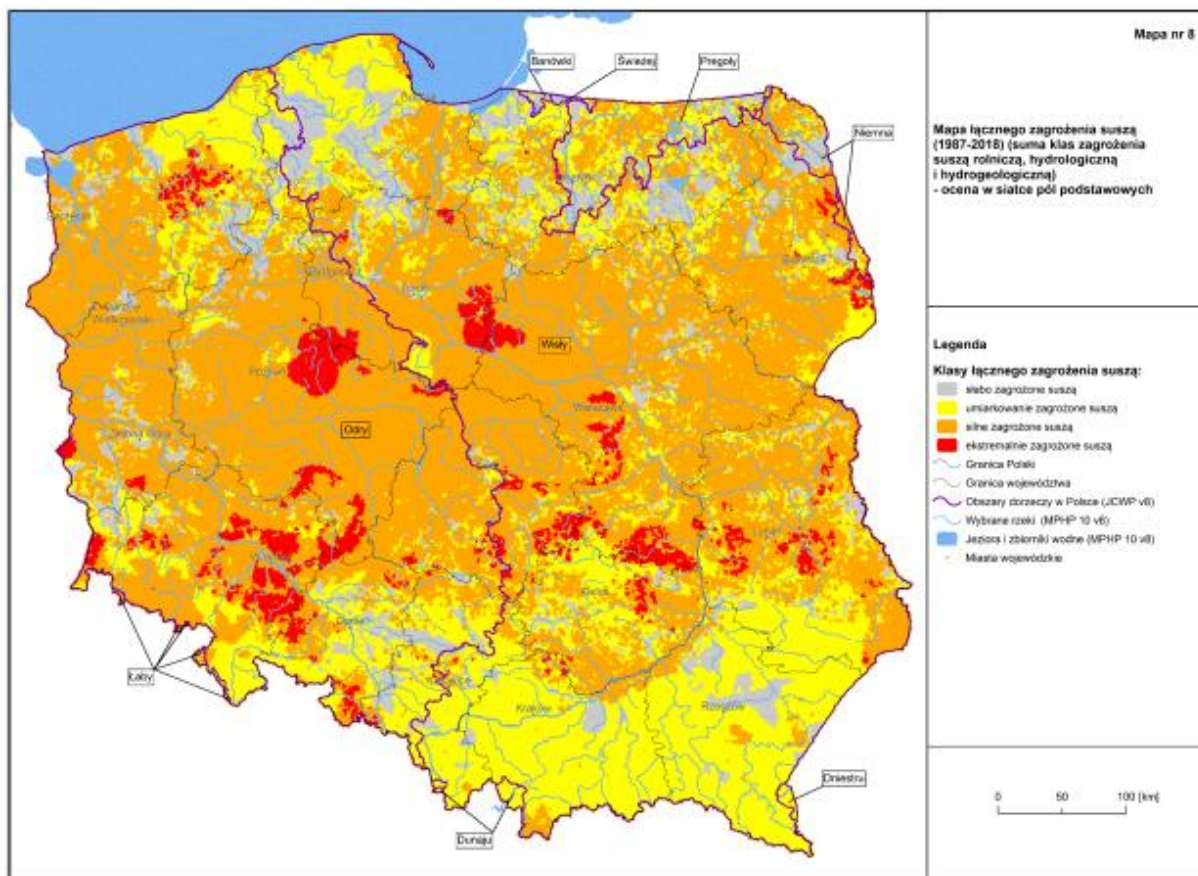 Mapa nr 8
Mapa łącznego zagrożenia suszą
(1987-2018) (suma klas zagrożenia
suszą rolniczą, hydrologiczną
i hydrogeologiczną)
- ocena w siatce pól podstawowych
Legenda
Klasy łącznego zagrożenia suszą:
słabo zagrożone suszą
umiarkowanie zagrożone suszą
silne zagrożone suszą
ekstremalnie zagrożone suszą
Granica Polski
Granica województwa
Obszary dorzeczy w Polsce (JCWP v6)
Wybrane rzeki (MPHP 10 v6)
Jeziora i zbiorniki wodne (MPHP 10 v8)
Miasta wojewódzkie
0 50 100 [km]
Banówki
Świeżej
Pregoły
Niemna
Wisły
Odry
Poznań
Warszawa
Łaby
Kraków
Rzeszów
Dniestru
Dunaju